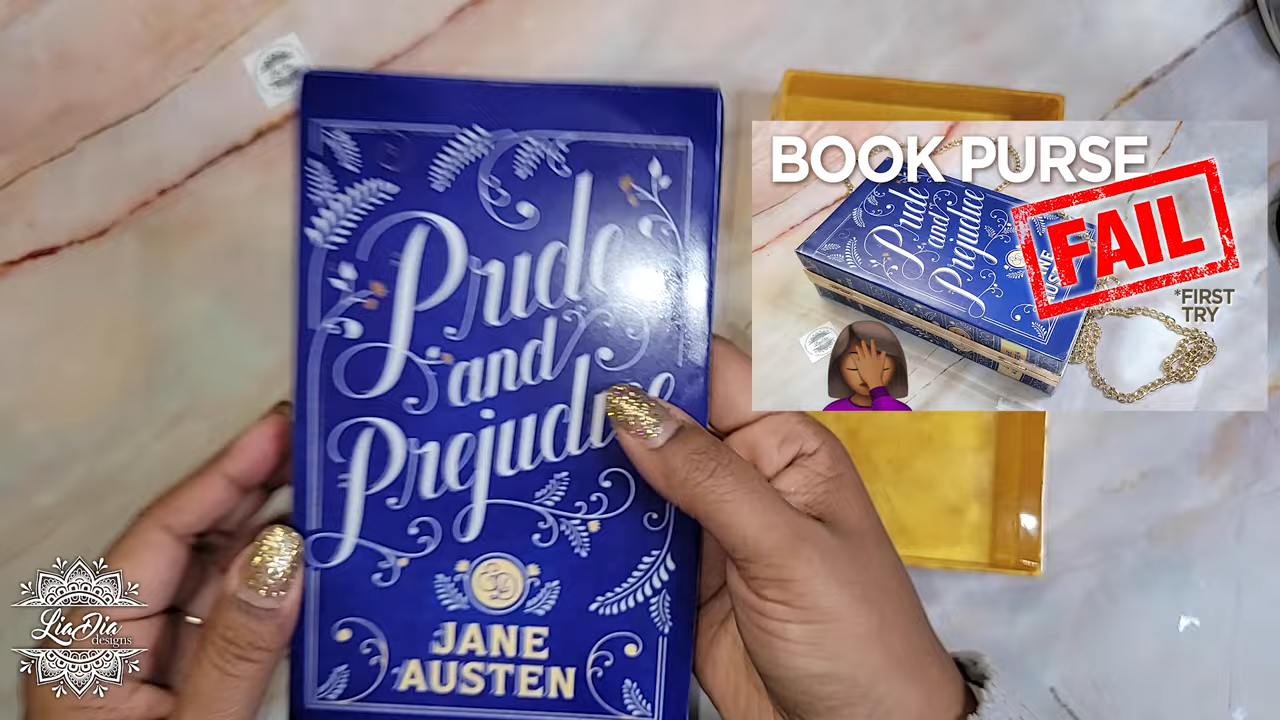 Pride
and
Prejudice
JANE
AUSTEN
BOOK PURSE
Pride
and
Prejudice
FAIL
*FIRST
TRY
LiaDia
designs